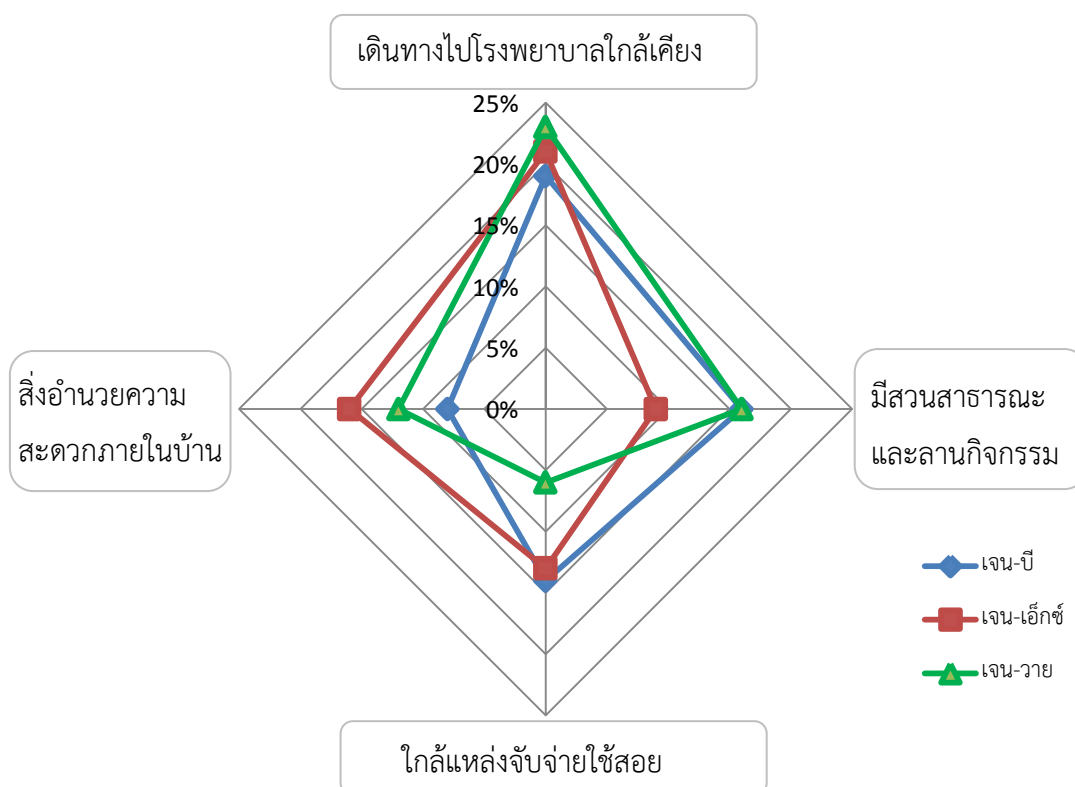 เดินทางไปโรงพยาบาลใกล้เคียง
25%
20%
15%
10%
5%
0%
สิ่งอำนวยความ
สะดวกภายในบ้าน
มีสวนสาธารณะ
และลานกิจกรรม
เจน-บี
เจน-เอ็กซ์
เจน-วาย
ใกล้แหล่งจับจ่ายใช้สอย